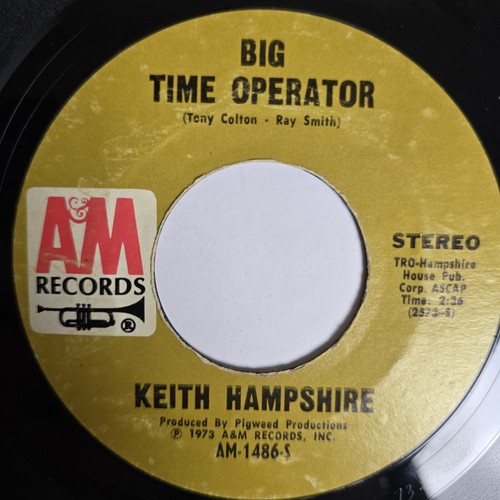 BIG
TIME OPERATOR
(Tony Colton - Ray Smith)
A&M
RECORDS
®
STEREO
TRO-Hampshire
House Pub.
Corp. ASCAP
Time: 2:36
(2573-S)
KEITH HAMPSHIRE
Produced By Pigweed Productions
℗ 1973 A&M RECORDS, INC.
AM-1486-S